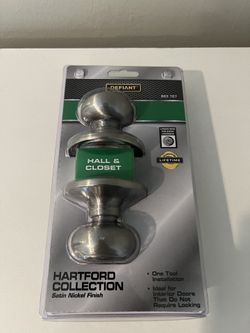 DEFIANT
LIFETIME
HALL &
CLOSET
HARTFORD
COLLECTION
Satin Nickel Finish
• One Tool
Installation
• Ideal for
Interior Doors
That Do Not
Require Locking